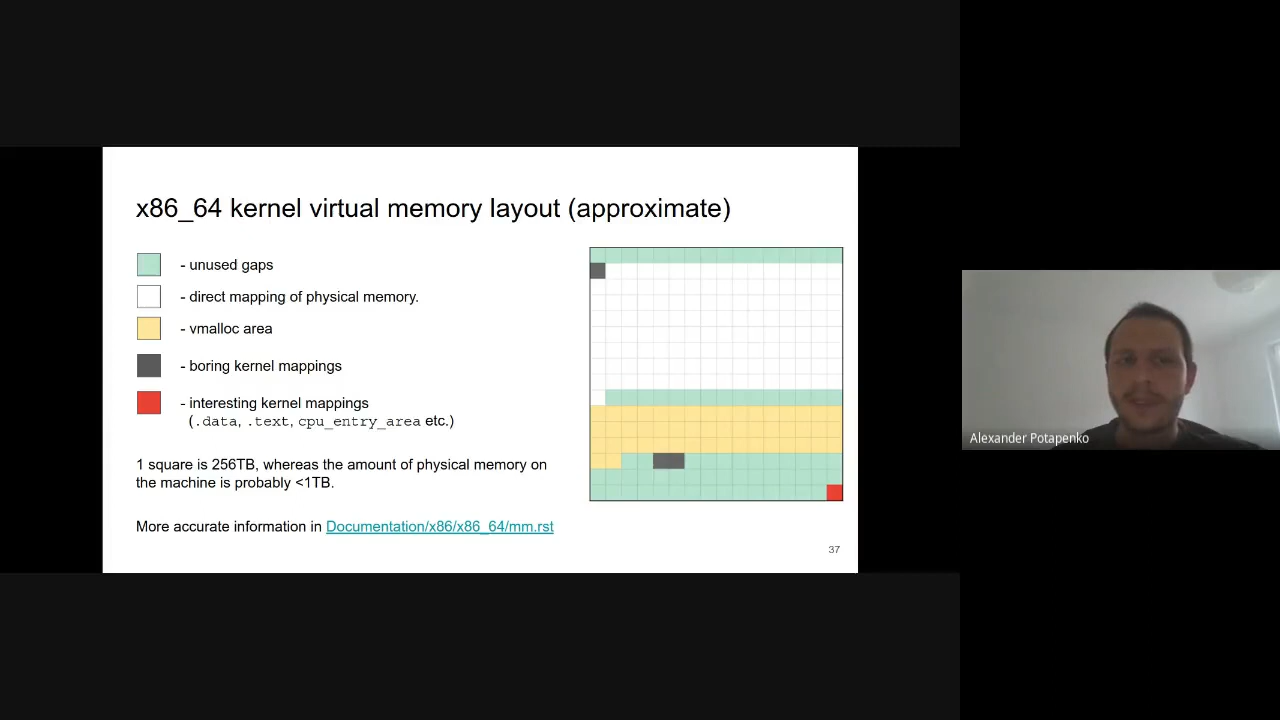 x86_64 kernel virtual memory layout (approximate)
- unused gaps
- direct mapping of physical memory.
- vmalloc area
- boring kernel mappings
- interesting kernel mappings
(.data, .text, cpu_entry_area etc.)
1 square is 256TB, whereas the amount of physical memory on
the machine is probably <1TB.
More accurate information in Documentation/x86/x86_64/mm.rst
37
Alexander Potapenko